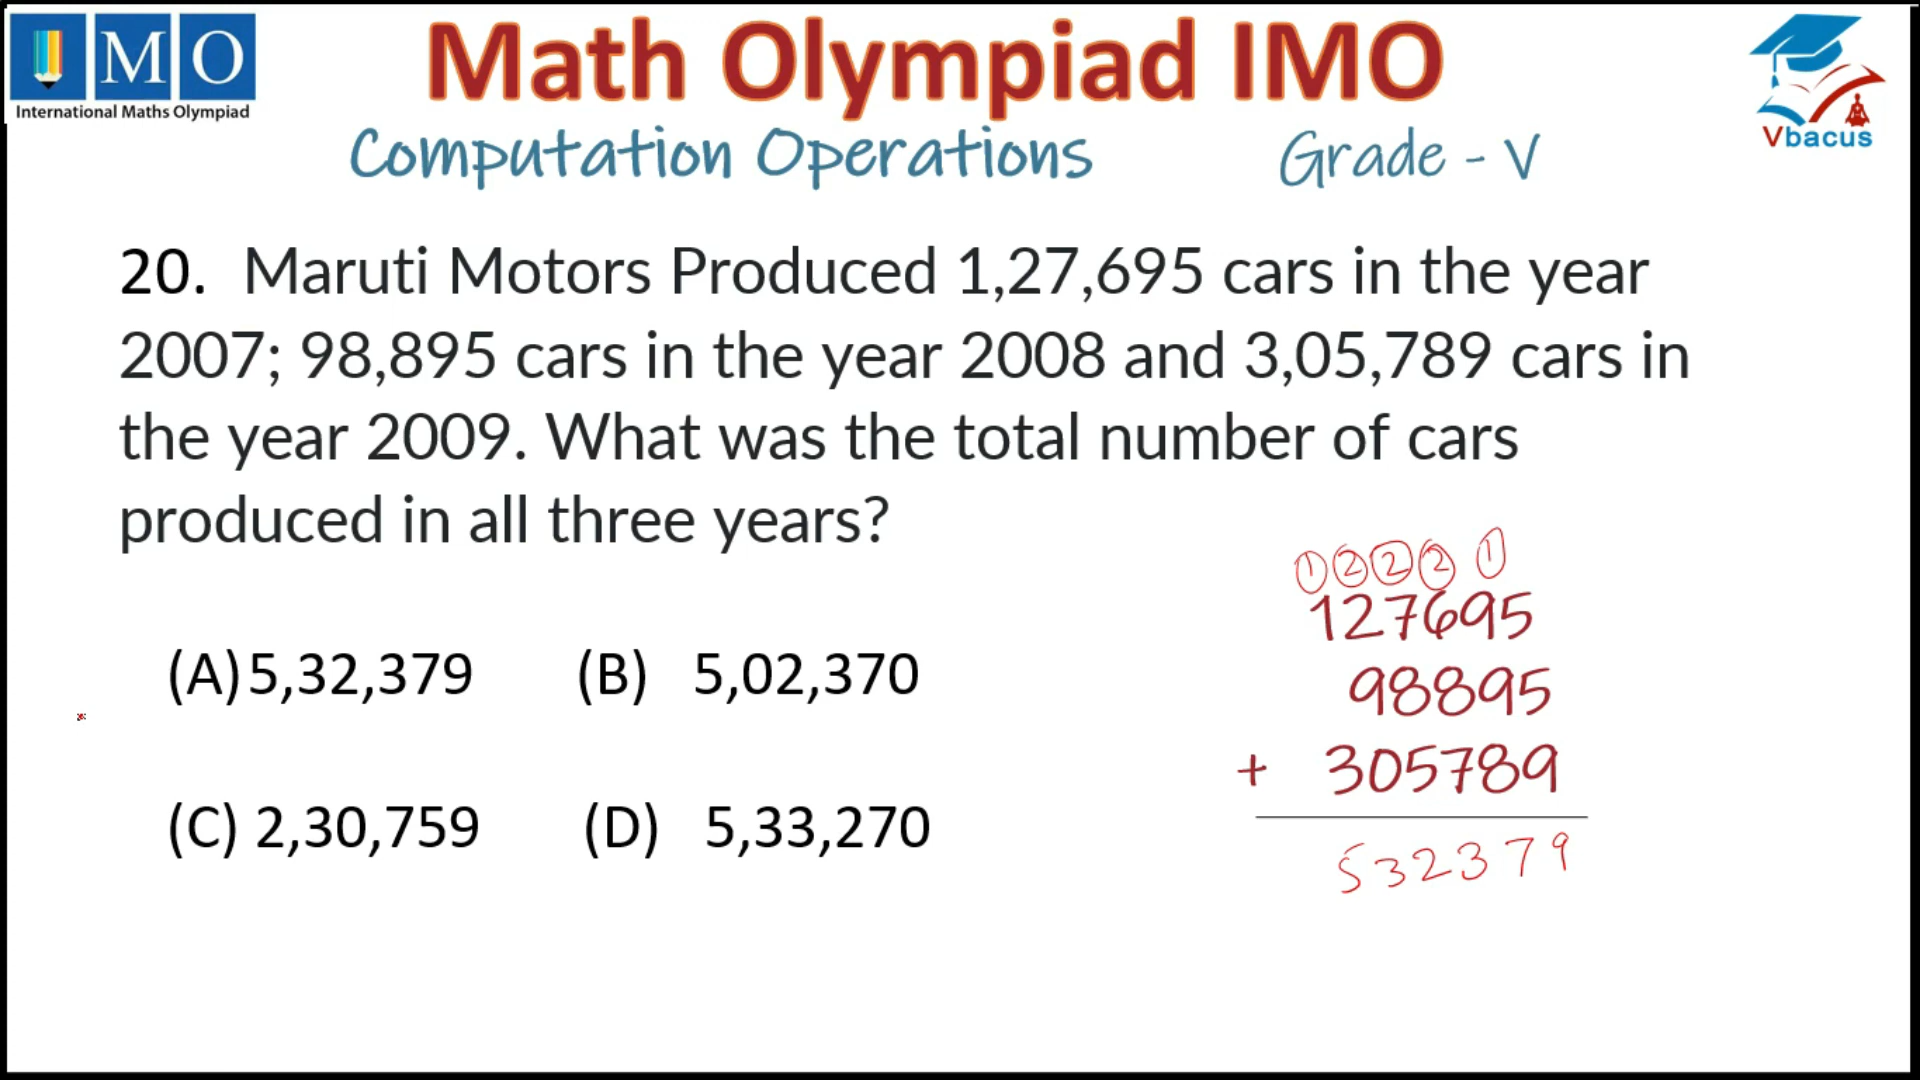 IMO
International Maths Olympiad
Math Olympiad IMO
Vbacus
Computation Operations Grade - V
20. Maruti Motors Produced 1,27,695 cars in the year
2007; 98,895 cars in the year 2008 and 3,05,789 cars in
the year 2009. What was the total number of cars
produced in all three years?
(A) 5,32,379 (B) 5,02,370
(C) 2,30,759 (D) 5,33,270
1 2 2 2 1
127695
98895
+ 305789
532379